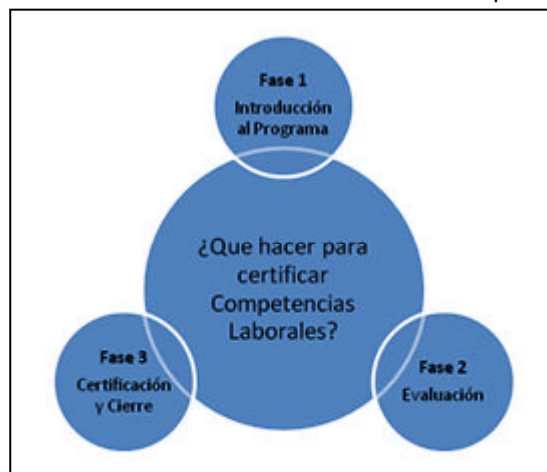 Fase 1
Introducción
al Programa
¿Que hacer para
certificar
Competencias
Laborales?
Fase 3
Certificación
y Cierre
Fase 2
Evaluación